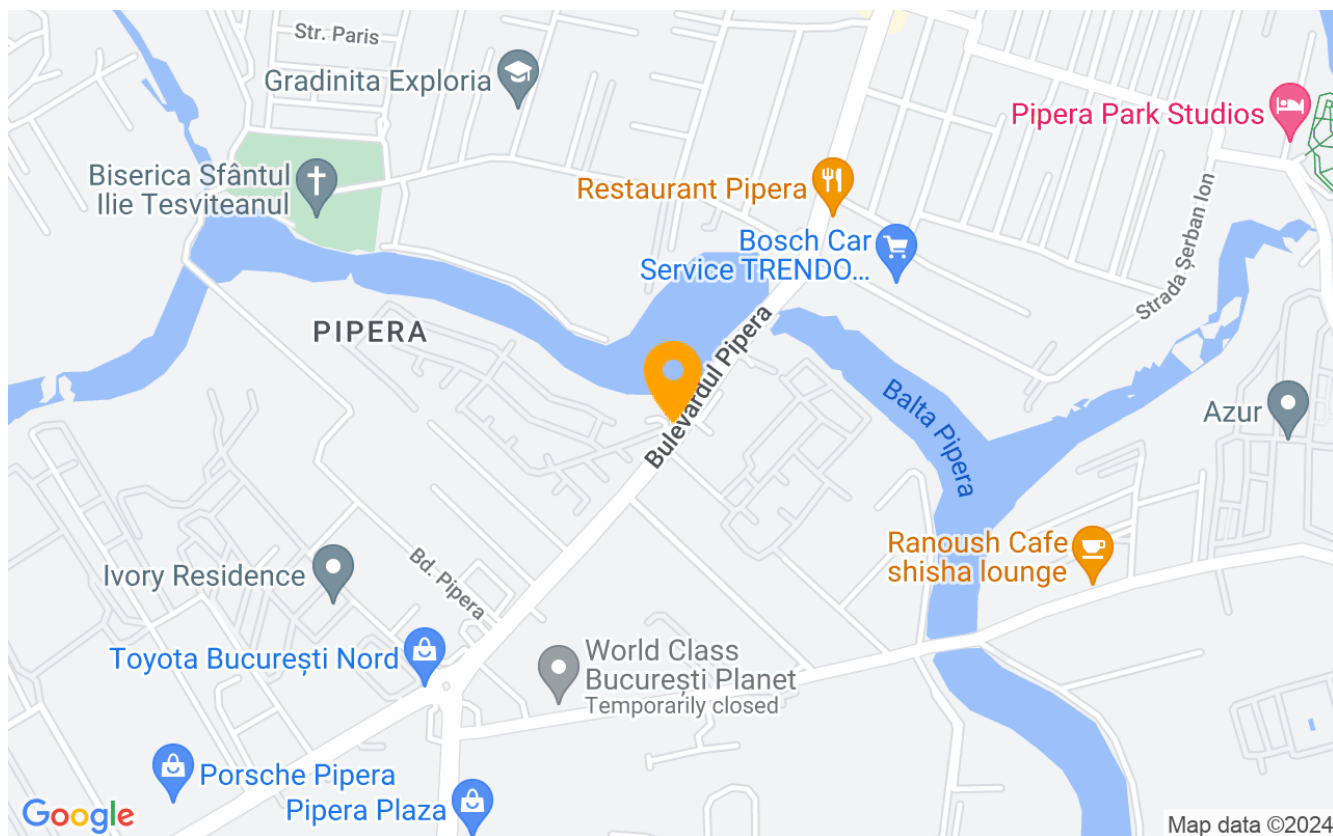 Str. Paris
Gradinita Exploria
Pipera Park Studios
Biserica Sfântul
Ilie Tesviteanul
Restaurant Pipera
Bosch Car
Service TRENDO...
Strada Șerban Ion
PIPERA
Bulevardul Pipera
Balta Pipera
Azur
Ranoush Cafe
shisha lounge
Ivory Residence
Bd. Pipera
Toyota București Nord
World Class
București Planet
Temporarily closed
Porsche Pipera
Pipera Plaza
Google
Map data ©2024